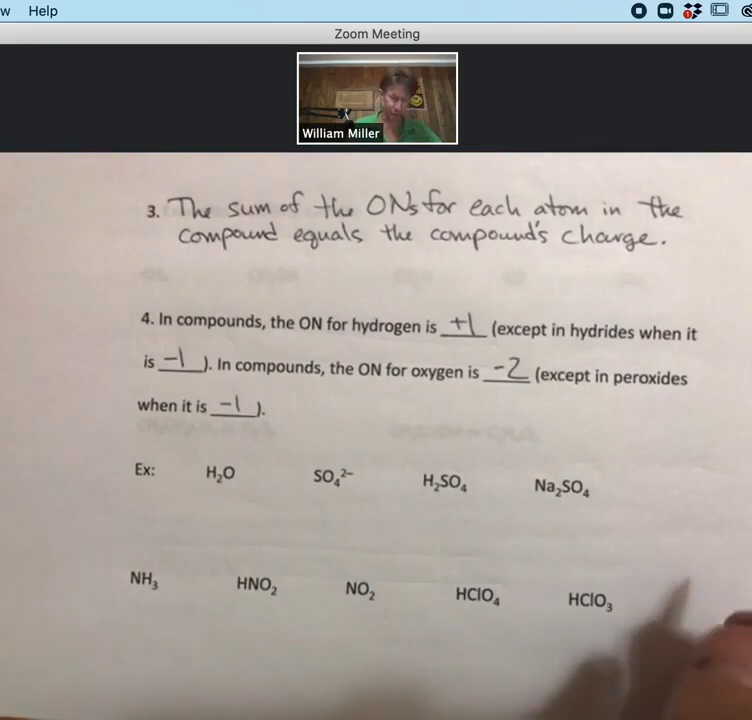 w Help
Zoom Meeting
William Miller
3. The sum of the ONs for each atom in the
compound equals the compound's charge.
4. In compounds, the ON for hydrogen is +1 (except in hydrides when it
is -1 ). In compounds, the ON for oxygen is -2 (except in peroxides
when it is -1 ).
Ex: H₂O SO₄²⁻ H₂SO₄ Na₂SO₄
NH₃ HNO₂ NO₂ HClO₄ HClO₃